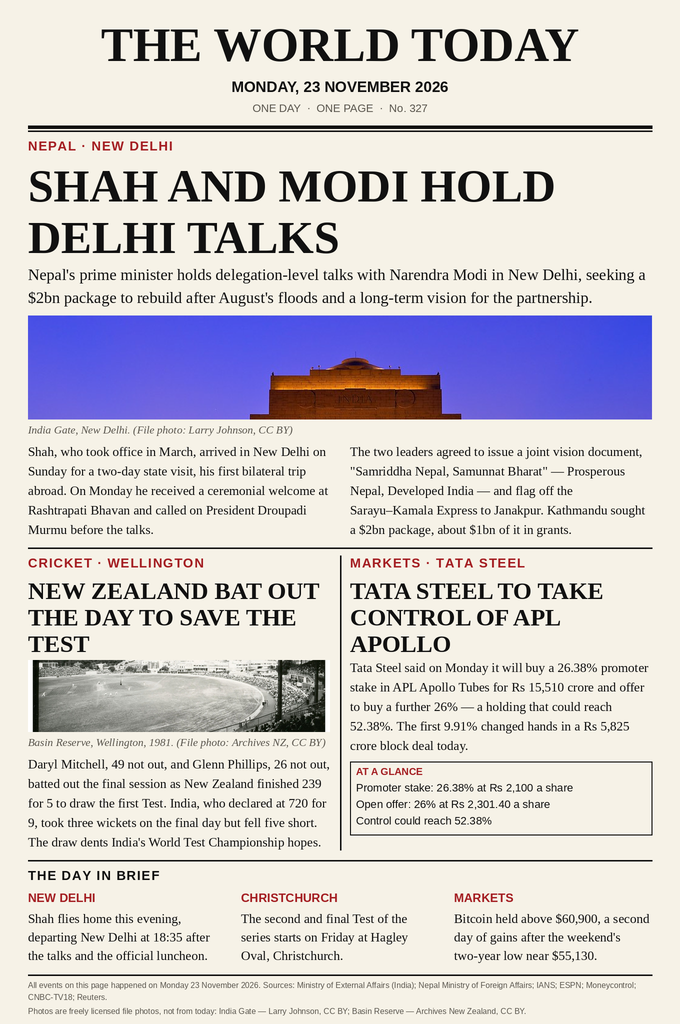 THE WORLD TODAY
MONDAY, 23 NOVEMBER 2026
ONE DAY · ONE PAGE · No. 327
NEPAL · NEW DELHI
SHAH AND MODI HOLD
DELHI TALKS
Nepal's prime minister holds delegation-level talks with Narendra Modi in New Delhi, seeking a
$2bn package to rebuild after August's floods and a long-term vision for the partnership.
INDIA
India Gate, New Delhi. (File photo: Larry Johnson, CC BY)
Shah, who took office in March, arrived in New Delhi on
Sunday for a two-day state visit, his first bilateral trip
abroad. On Monday he received a ceremonial welcome at
Rashtrapati Bhavan and called on President Droupadi
Murmu before the talks.
The two leaders agreed to issue a joint vision document,
"Samriddha Nepal, Samunnat Bharat" — Prosperous
Nepal, Developed India — and flag off the
Sarayu–Kamala Express to Janakpur. Kathmandu sought
a $2bn package, about $1bn of it in grants.
CRICKET · WELLINGTON
NEW ZEALAND BAT OUT
THE DAY TO SAVE THE
TEST
Basin Reserve, Wellington, 1981. (File photo: Archives NZ, CC BY)
Daryl Mitchell, 49 not out, and Glenn Phillips, 26 not out,
batted out the final session as New Zealand finished 239
for 5 to draw the first Test. India, who declared at 720 for
9, took three wickets on the final day but fell five short.
The draw dents India's World Test Championship hopes.
MARKETS · TATA STEEL
TATA STEEL TO TAKE
CONTROL OF APL
APOLLO
Tata Steel said on Monday it will buy a 26.38% promoter
stake in APL Apollo Tubes for Rs 15,510 crore and offer
to buy a further 26% — a holding that could reach
52.38%. The first 9.91% changed hands in a Rs 5,825
crore block deal today.
AT A GLANCE
Promoter stake: 26.38% at Rs 2,100 a share
Open offer: 26% at Rs 2,301.40 a share
Control could reach 52.38%
THE DAY IN BRIEF
NEW DELHI
Shah flies home this evening,
departing New Delhi at 18:35 after
the talks and the official luncheon.
CHRISTCHURCH
The second and final Test of the
series starts on Friday at Hagley
Oval, Christchurch.
MARKETS
Bitcoin held above $60,900, a second
day of gains after the weekend's
two-year low near $55,130.
All events on this page happened on Monday 23 November 2026. Sources: Ministry of External Affairs (India); Nepal Ministry of Foreign Affairs; IANS; ESPN; Moneycontrol;
CNBC-TV18; Reuters.
Photos are freely licensed file photos, not from today: India Gate — Larry Johnson, CC BY; Basin Reserve — Archives New Zealand, CC BY.